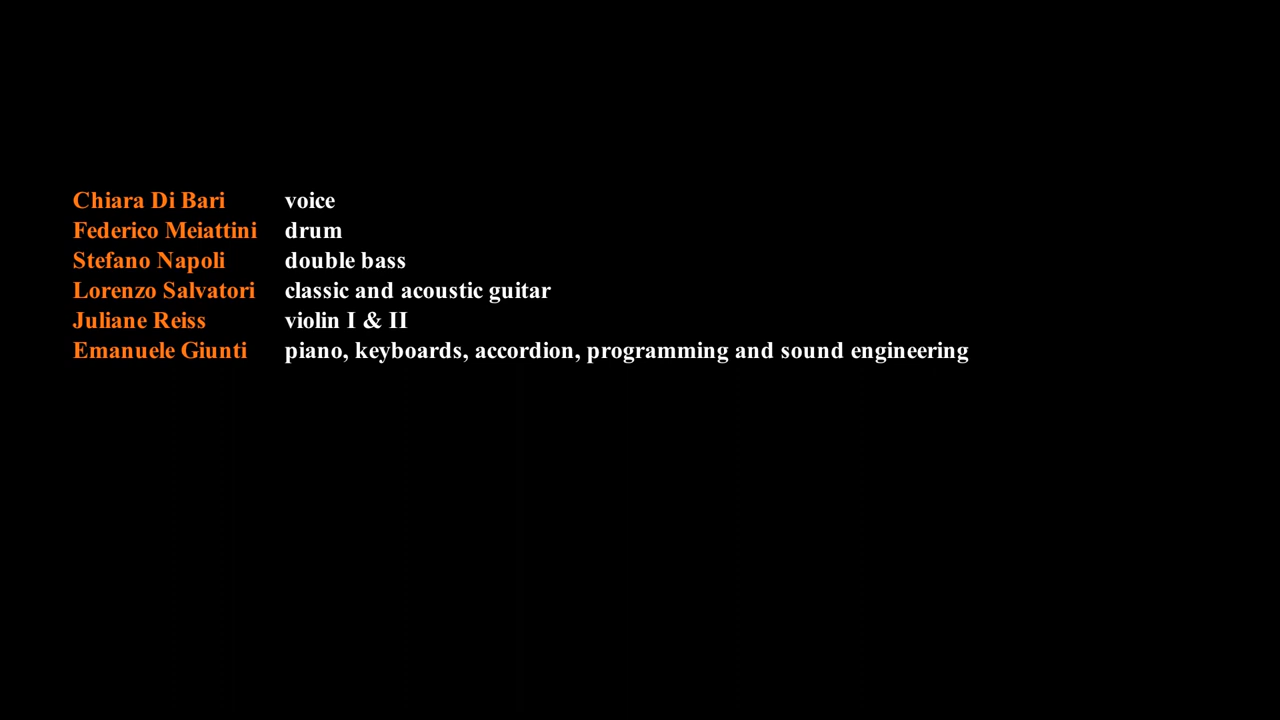 Chiara Di Bari voice
Federico Meiattini drum
Stefano Napoli double bass
Lorenzo Salvatori classic and acoustic guitar
Juliane Reiss violin I & II
Emanuele Giunti piano, keyboards, accordion, programming and sound engineering